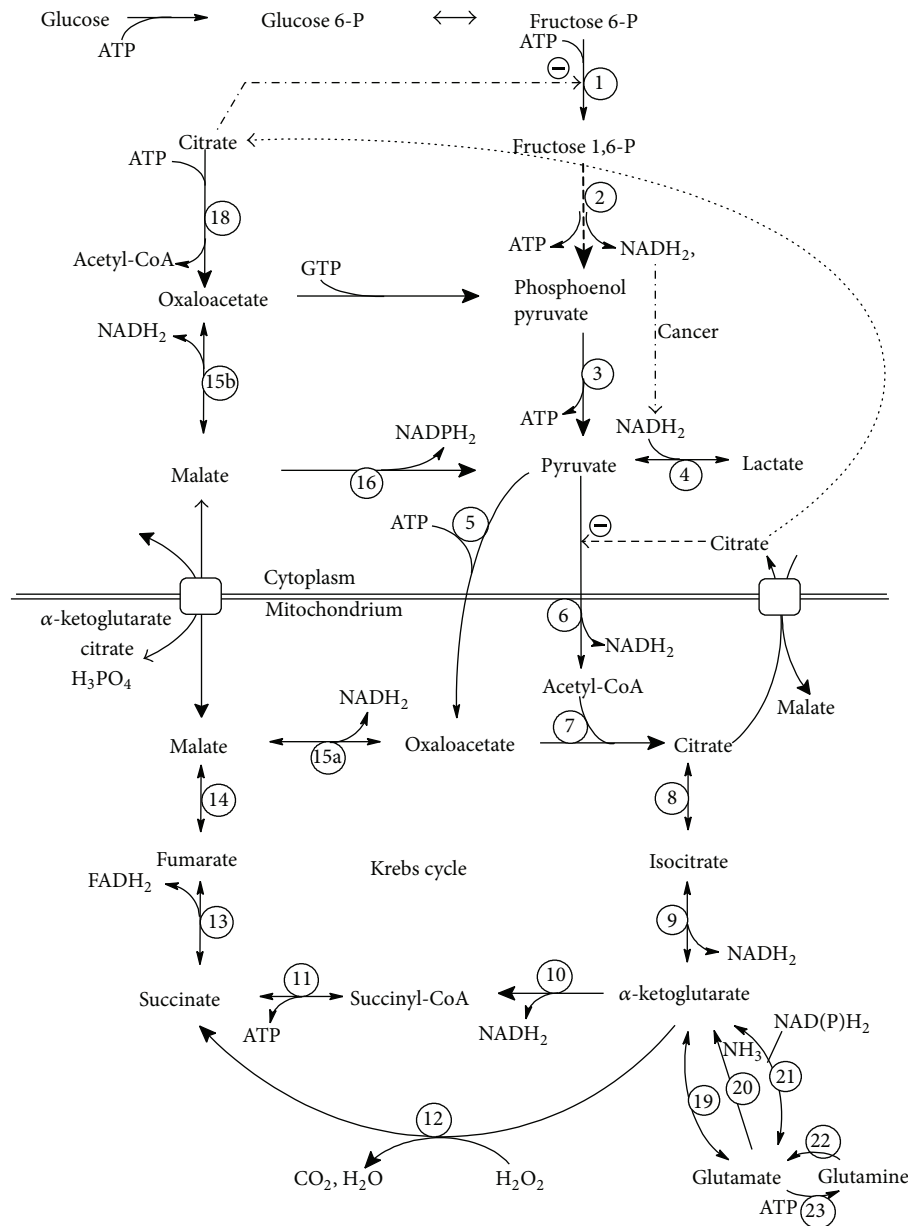 Glucose
Glucose 6-P
Fructose 6-P
ATP
ATP
1
Citrate
Fructose 1,6-P
ATP
2
18
ATP
NADH₂,
Acetyl-CoA
GTP
Oxaloacetate
Phosphoenol
pyruvate
NADH₂
Cancer
15b
3
ATP
NADH₂
NADPH₂
Malate
Pyruvate
Lactate
16
4
ATP
5
Citrate
Cytoplasm
Mitochondrium
α-ketoglutarate
citrate
H₃PO₄
6
NADH₂
Acetyl-CoA
Malate
NADH₂
7
Malate
Oxaloacetate
Citrate
15a
14
8
Fumarate
Krebs cycle
Isocitrate
FADH₂
13
9
NADH₂
11
10
Succinate
Succinyl-CoA
α-ketoglutarate
ATP
NADH₂
NAD(P)H₂
NH₃
19
20
21
12
22
CO₂, H₂O
H₂O₂
Glutamate
Glutamine
ATP
23